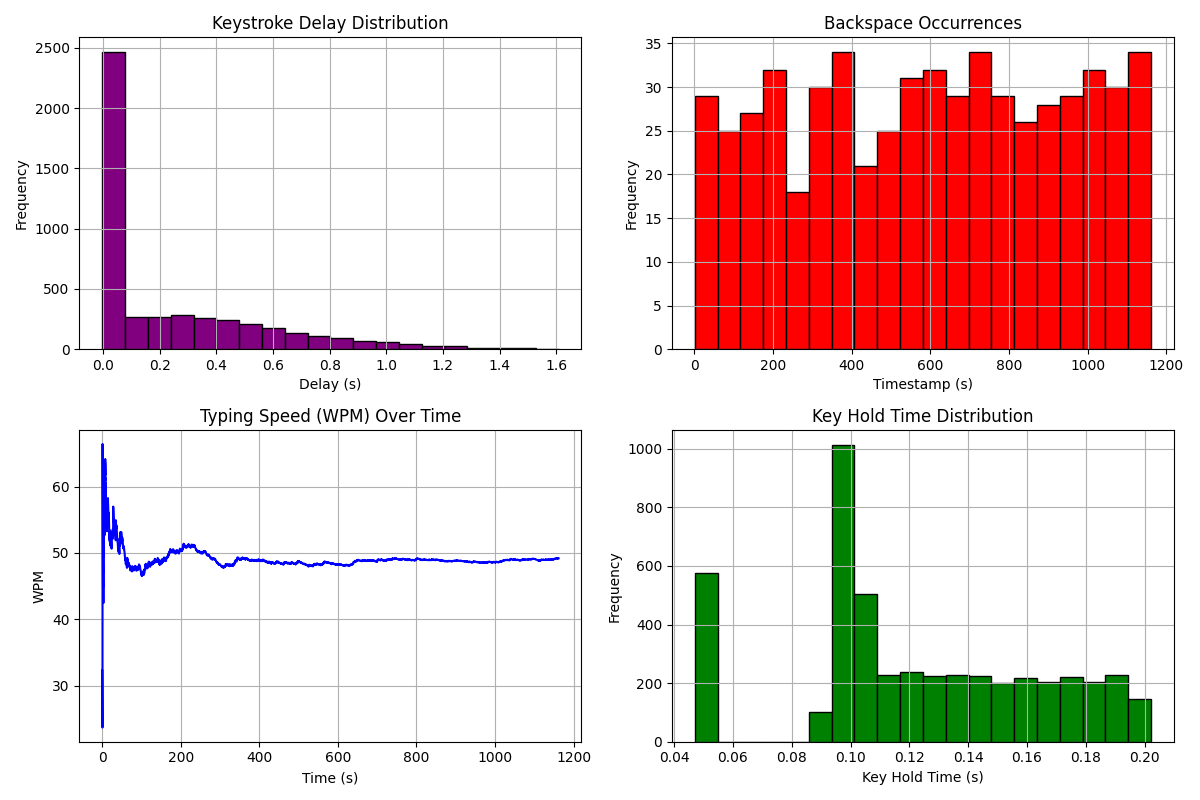 Keystroke Delay Distribution
2500
2000
1500
1000
500
0
Frequency
0.0 0.2 0.4 0.6 0.8 1.0 1.2 1.4 1.6
Delay (s)
Backspace Occurrences
35
30
25
20
15
10
5
0
Frequency
0 200 400 600 800 1000 1200
Timestamp (s)
Typing Speed (WPM) Over Time
60
50
40
30
WPM
0 200 400 600 800 1000 1200
Time (s)
Key Hold Time Distribution
1000
800
600
400
200
0
Frequency
0.04 0.06 0.08 0.10 0.12 0.14 0.16 0.18 0.20
Key Hold Time (s)